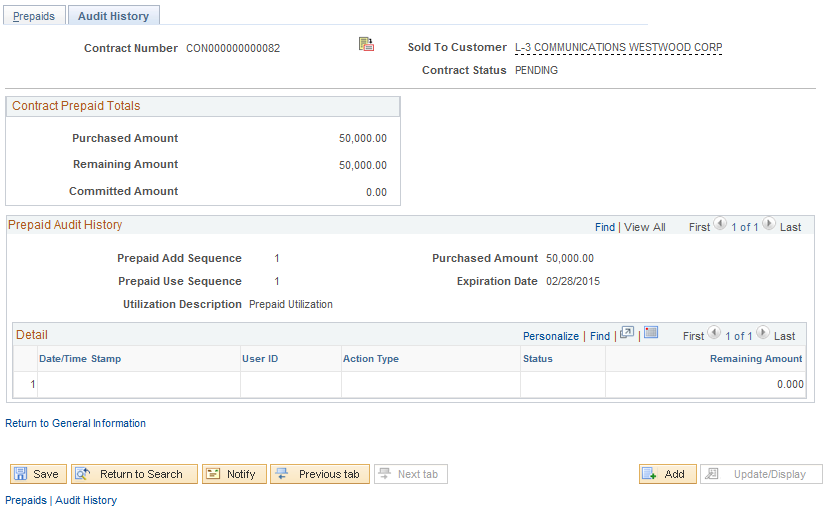 Prepaids Audit History
Contract Number CON000000000082 Sold To Customer L-3 COMMUNICATIONS WESTWOOD CORP
Contract Status PENDING
Contract Prepaid Totals
Purchased Amount 50,000.00
Remaining Amount 50,000.00
Committed Amount 0.00
Prepaid Audit History Find | View All First 1 of 1 Last
Prepaid Add Sequence 1 Purchased Amount 50,000.00
Prepaid Use Sequence 1 Expiration Date 02/28/2015
Utilization Description Prepaid Utilization
Detail Personalize | Find | | First 1 of 1 Last
Date/Time Stamp User ID Action Type Status Remaining Amount
1 0.000
Return to General Information
Save Return to Search Notify Previous tab Next tab Add Update/Display
Prepaids | Audit History